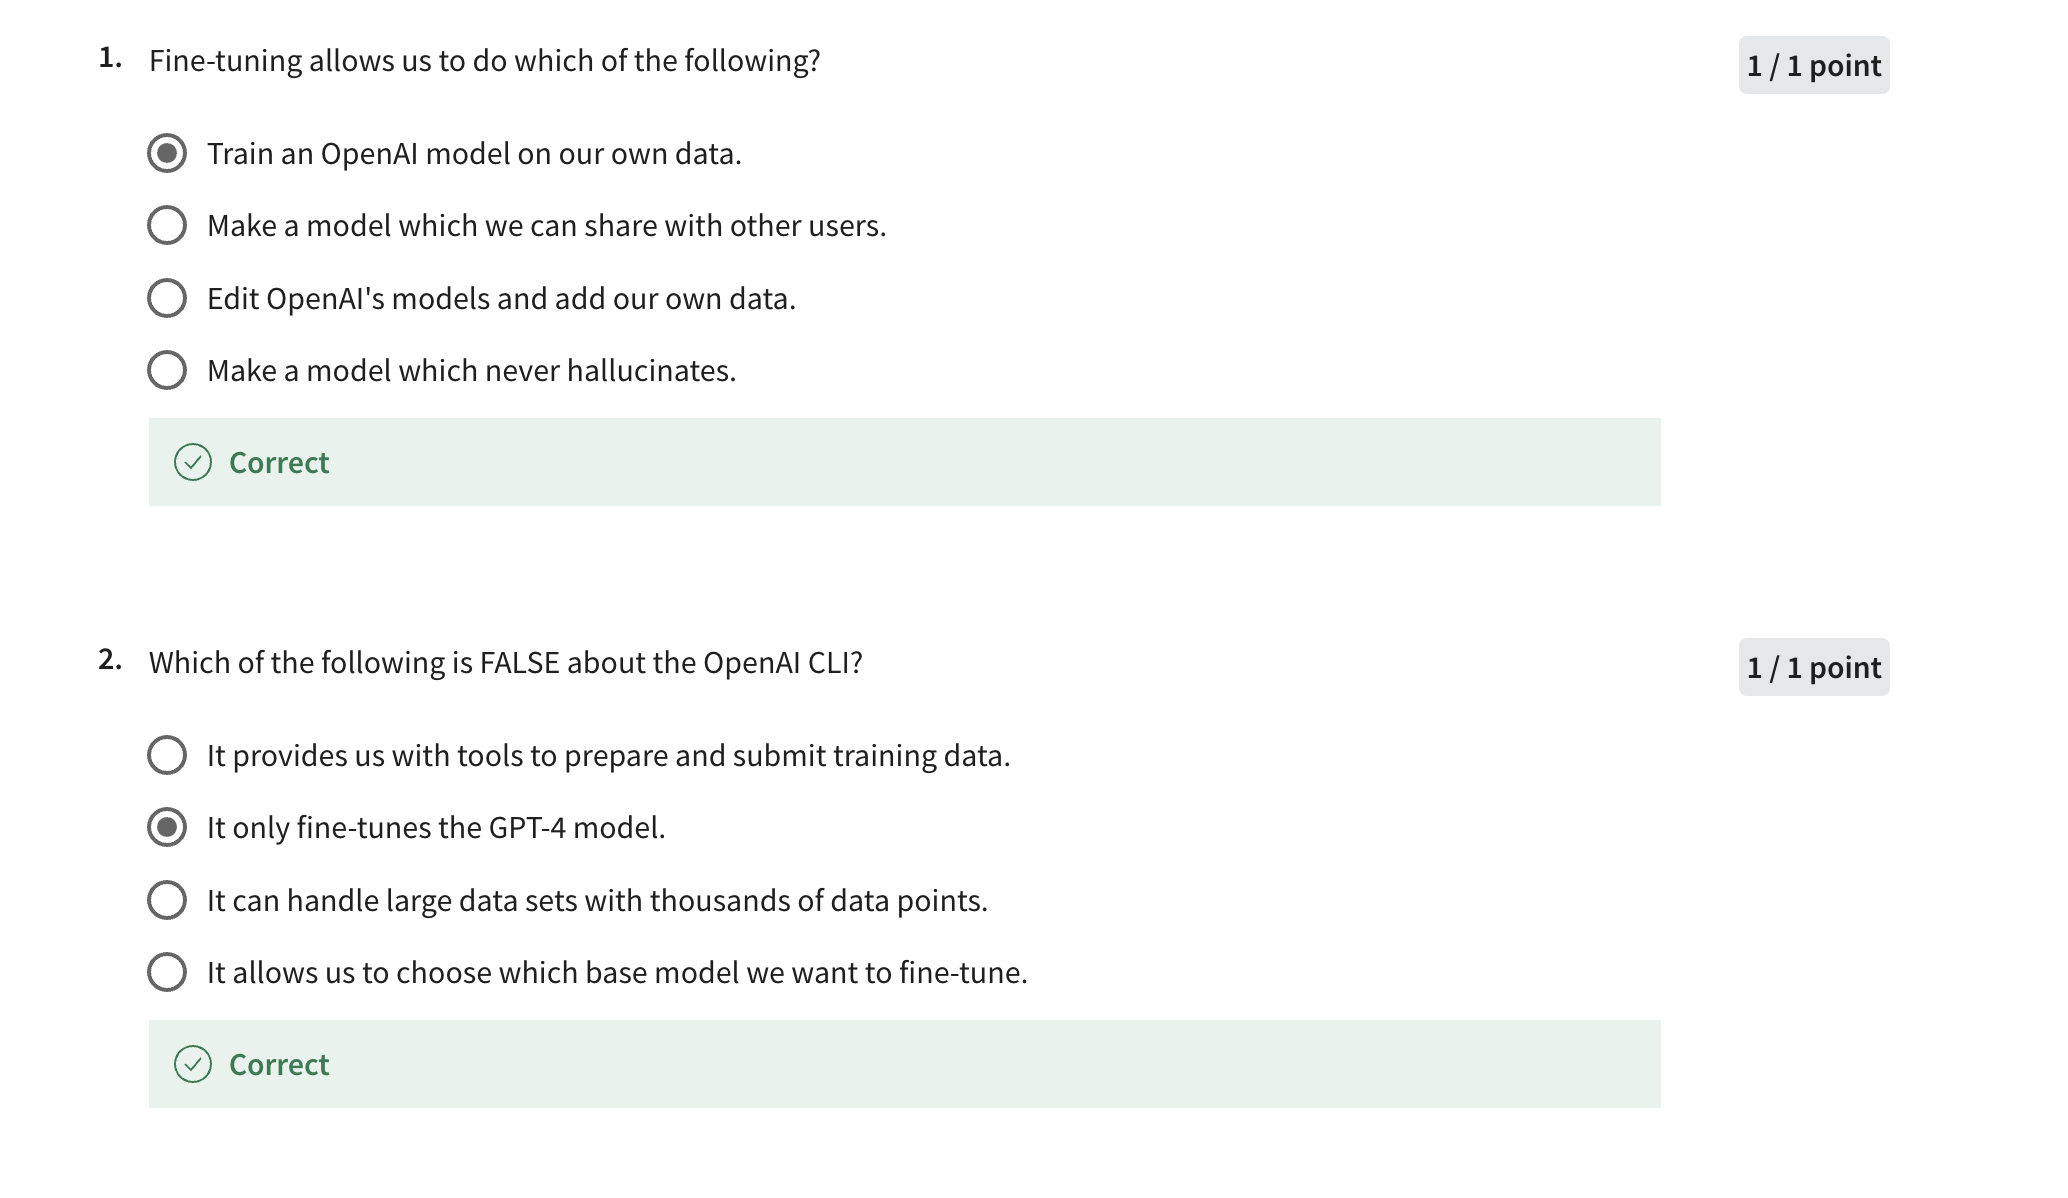 1. Fine-tuning allows us to do which of the following?
1 / 1 point
Train an OpenAI model on our own data.
Make a model which we can share with other users.
Edit OpenAI's models and add our own data.
Make a model which never hallucinates.
Correct
2. Which of the following is FALSE about the OpenAI CLI?
1 / 1 point
It provides us with tools to prepare and submit training data.
It only fine-tunes the GPT-4 model.
It can handle large data sets with thousands of data points.
It allows us to choose which base model we want to fine-tune.
Correct